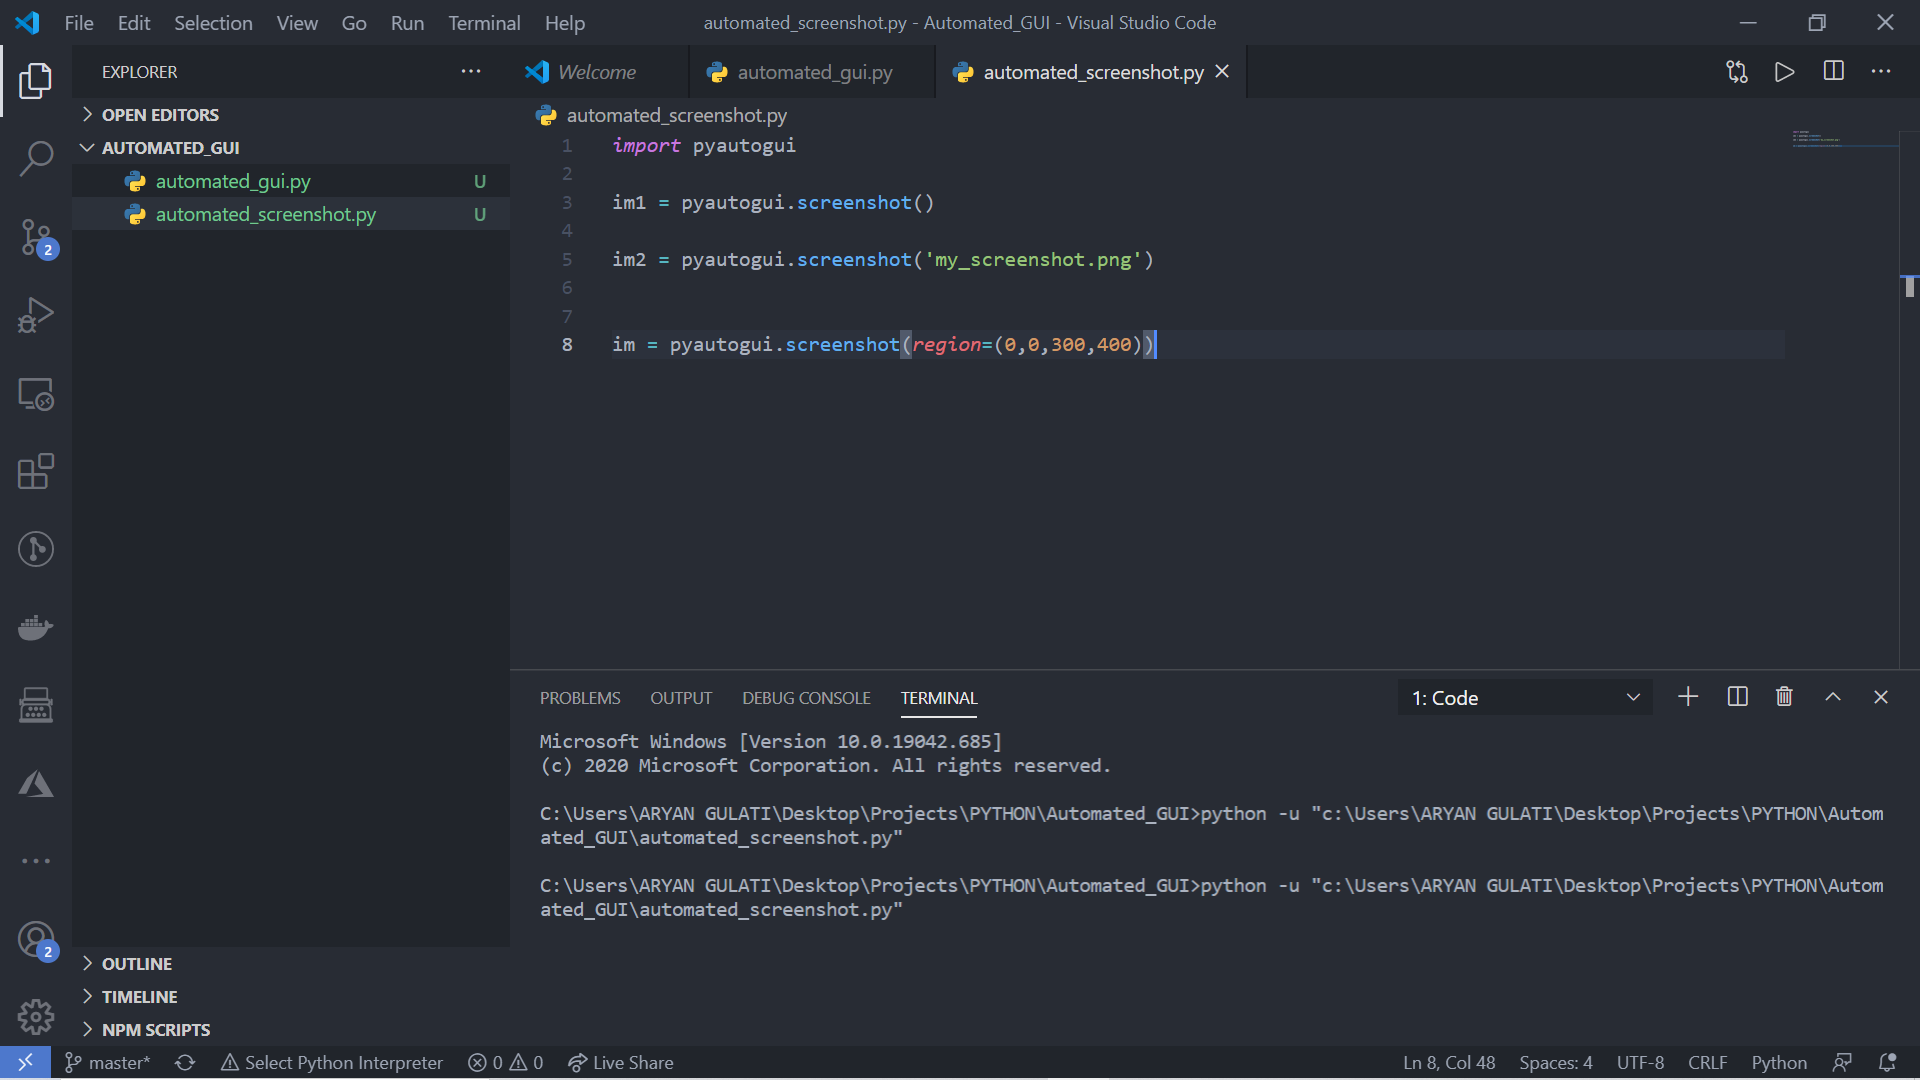 File Edit Selection View Go Run Terminal Help automated_screenshot.py - Automated_GUI - Visual Studio Code
EXPLORER
Welcome automated_gui.py automated_screenshot.py
OPEN EDITORS
AUTOMATED_GUI
automated_gui.py U
automated_screenshot.py U
2
automated_screenshot.py
1 import pyautogui
2
3 im1 = pyautogui.screenshot()
4
5 im2 = pyautogui.screenshot('my_screenshot.png')
6
7
8 im = pyautogui.screenshot(region=(0,0,300,400))
PROBLEMS OUTPUT DEBUG CONSOLE TERMINAL 1: Code
Microsoft Windows [Version 10.0.19042.685]
(c) 2020 Microsoft Corporation. All rights reserved.
C:\Users\ARYAN GULATI\Desktop\Projects\PYTHON\Automated_GUI>python -u "c:\Users\ARYAN GULATI\Desktop\Projects\PYTHON\Autom
ated_GUI\automated_screenshot.py"
C:\Users\ARYAN GULATI\Desktop\Projects\PYTHON\Automated_GUI>python -u "c:\Users\ARYAN GULATI\Desktop\Projects\PYTHON\Autom
ated_GUI\automated_screenshot.py"
2
OUTLINE
TIMELINE
NPM SCRIPTS
master* Select Python Interpreter 0 0 Live Share Ln 8, Col 48 Spaces: 4 UTF-8 CRLF Python